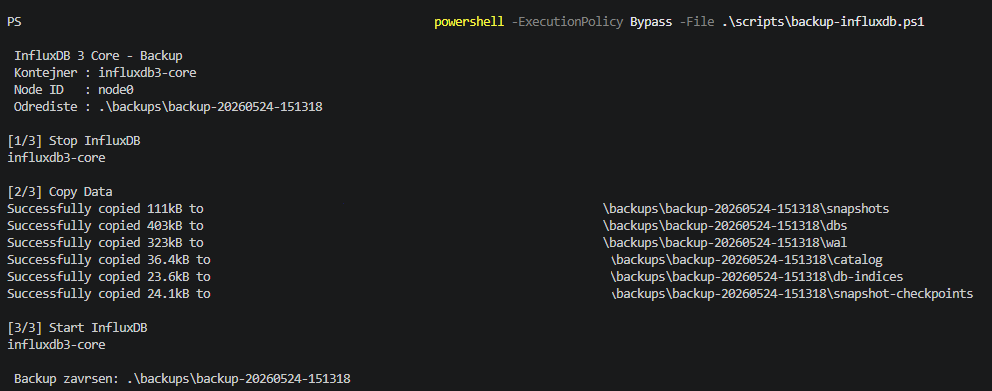 PS powershell -ExecutionPolicy Bypass -File .\scripts\backup-influxdb.ps1
InfluxDB 3 Core - Backup
Kontejner : influxdb3-core
Node ID   : node0
Odrediste : .\backups\backup-20260524-151318
[1/3] Stop InfluxDB
influxdb3-core
[2/3] Copy Data
Successfully copied 111kB to \backups\backup-20260524-151318\snapshots
Successfully copied 403kB to \backups\backup-20260524-151318\dbs
Successfully copied 323kB to \backups\backup-20260524-151318\wal
Successfully copied 36.4kB to \backups\backup-20260524-151318\catalog
Successfully copied 23.6kB to \backups\backup-20260524-151318\db-indices
Successfully copied 24.1kB to \backups\backup-20260524-151318\snapshot-checkpoints
[3/3] Start InfluxDB
influxdb3-core
Backup zavrsen: .\backups\backup-20260524-151318